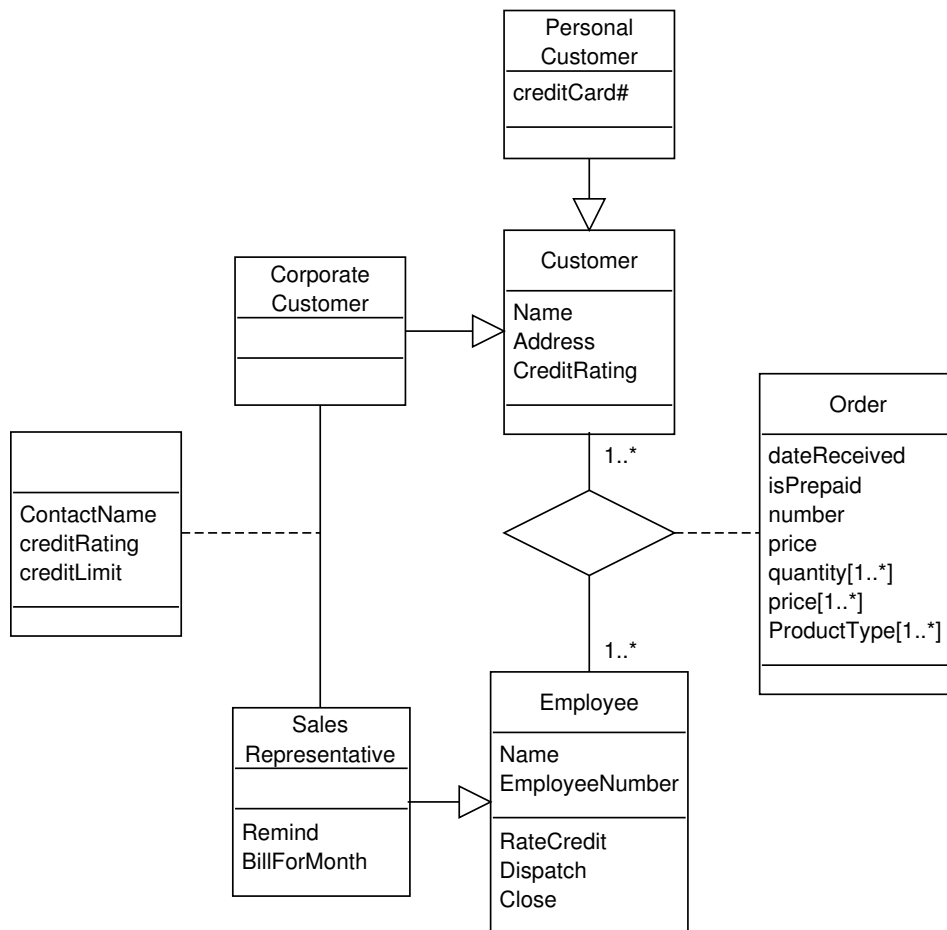 Personal
Customer
creditCard#
Customer
Name
Address
CreditRating
Corporate
Customer
Order
dateReceived
isPrepaid
number
price
quantity[1..*]
price[1..*]
ProductType[1..*]
1..*
ContactName
creditRating
creditLimit
1..*
Employee
Name
EmployeeNumber
RateCredit
Dispatch
Close
Sales
Representative
Remind
BillForMonth